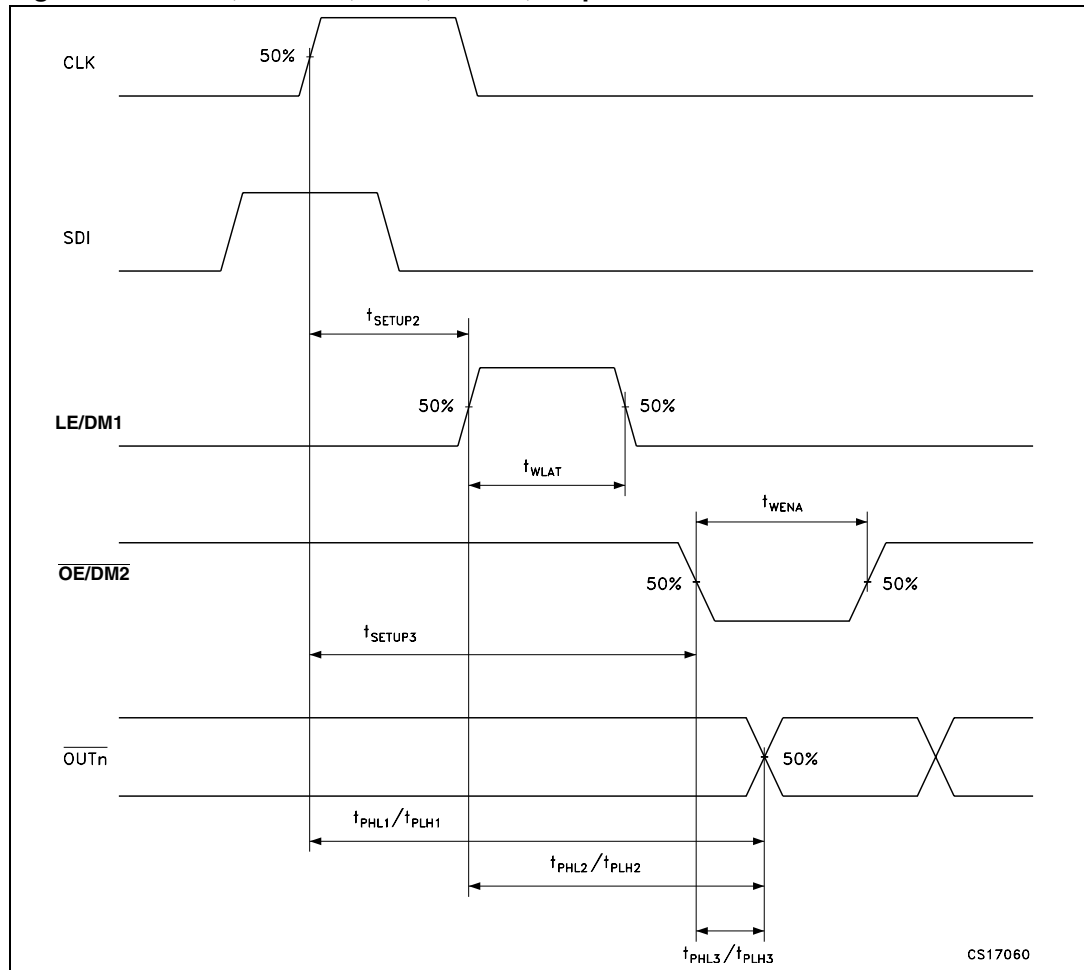 CLK
50%
SDI
tSETUP2
50%
50%
LE/DM1
tWLAT
tWENA
OE/DM2
50%
50%
tSETUP3
OUTn
50%
tPHL1/tPLH1
tPHL2/tPLH2
tPHL3/tPLH3
CS17060